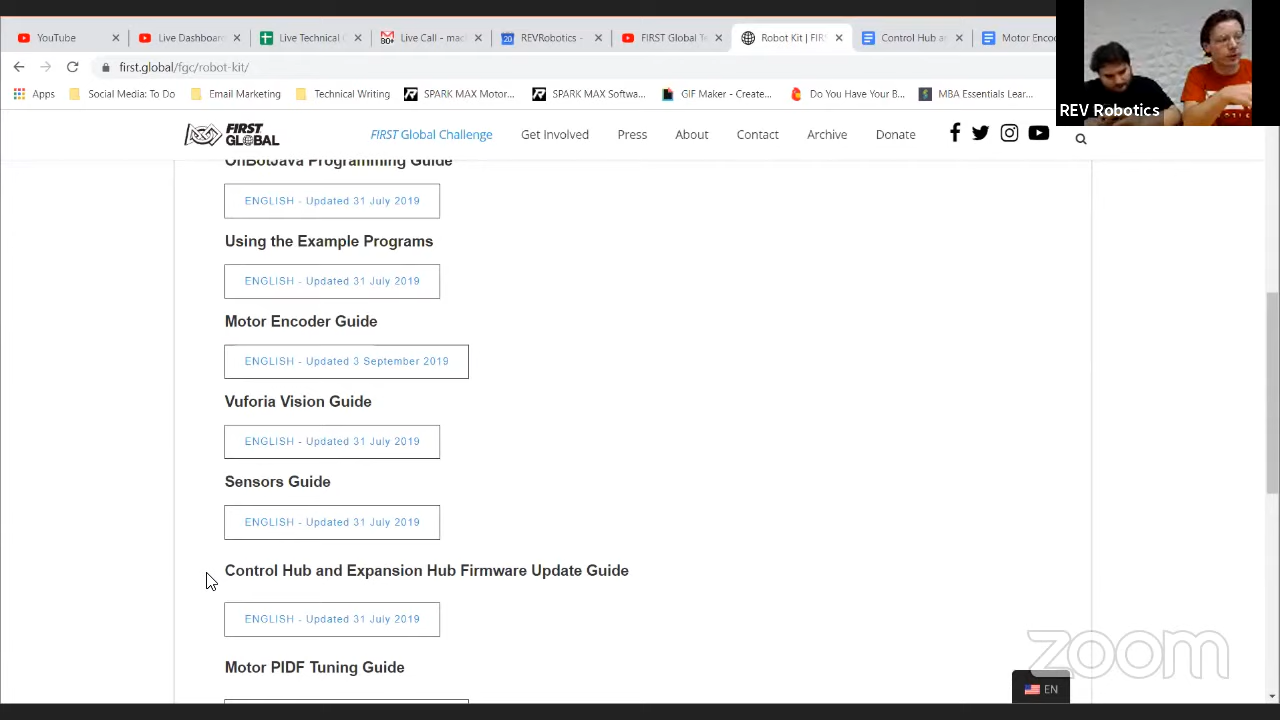 YouTube
Live Dashboar
Live Technical
Live Call - mac
REVRobotics -
FIRST Global Te
Robot Kit | FIRS
Control Hub an
Motor Enco
first.global/fgc/robot-kit/
Apps
Social Media: To Do
Email Marketing
Technical Writing
SPARK MAX Motor...
SPARK MAX Softwa...
GIF Maker - Create...
Do You Have Your B...
MBA Essentials Lear...
REV Robotics
FIRST GLOBAL
FIRST Global Challenge
Get Involved
Press
About
Contact
Archive
Donate
OnBotJava Programming Guide
ENGLISH - Updated 31 July 2019
Using the Example Programs
ENGLISH - Updated 31 July 2019
Motor Encoder Guide
ENGLISH - Updated 3 September 2019
Vuforia Vision Guide
ENGLISH - Updated 31 July 2019
Sensors Guide
ENGLISH - Updated 31 July 2019
Control Hub and Expansion Hub Firmware Update Guide
ENGLISH - Updated 31 July 2019
Motor PIDF Tuning Guide
zoom
EN